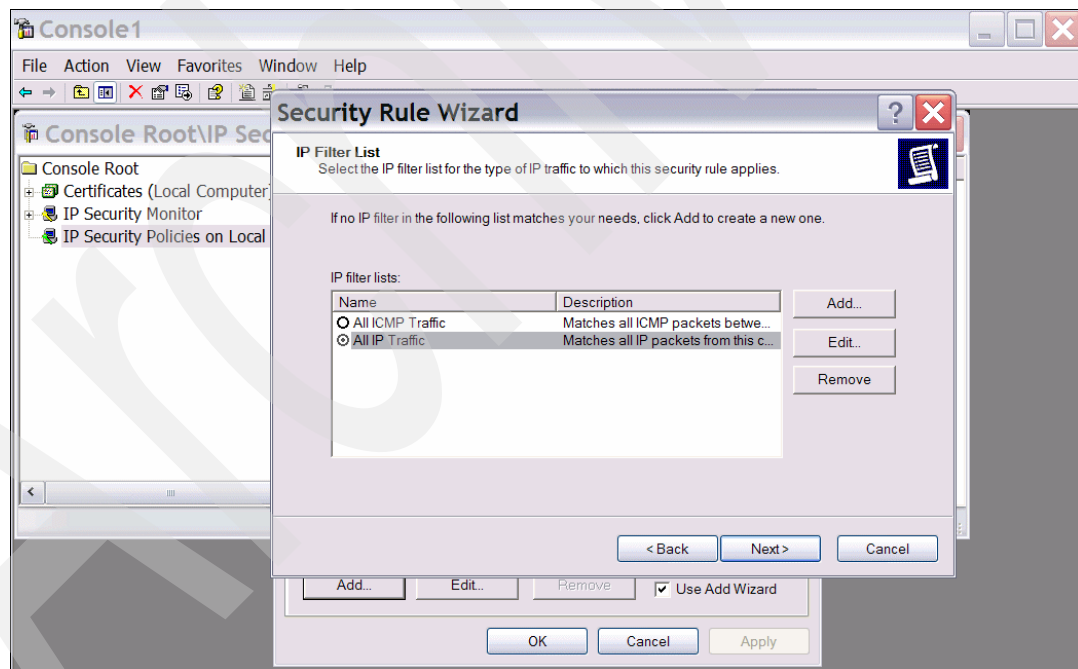 Console1
File Action View Favorites Window Help
Security Rule Wizard
Console Root\IP Sec
IP Filter List
Select the IP filter list for the type of IP traffic to which this security rule applies.
Console Root
Certificates (Local Computer)
IP Security Monitor
IP Security Policies on Local
If no IP filter in the following list matches your needs, click Add to create a new one.
IP filter lists:
Name Description
All ICMP Traffic Matches all ICMP packets betwe...
All IP Traffic Matches all IP packets from this c...
Add...
Edit...
Remove
< Back Next > Cancel
Add... Edit... Remove Use Add Wizard
OK Cancel Apply